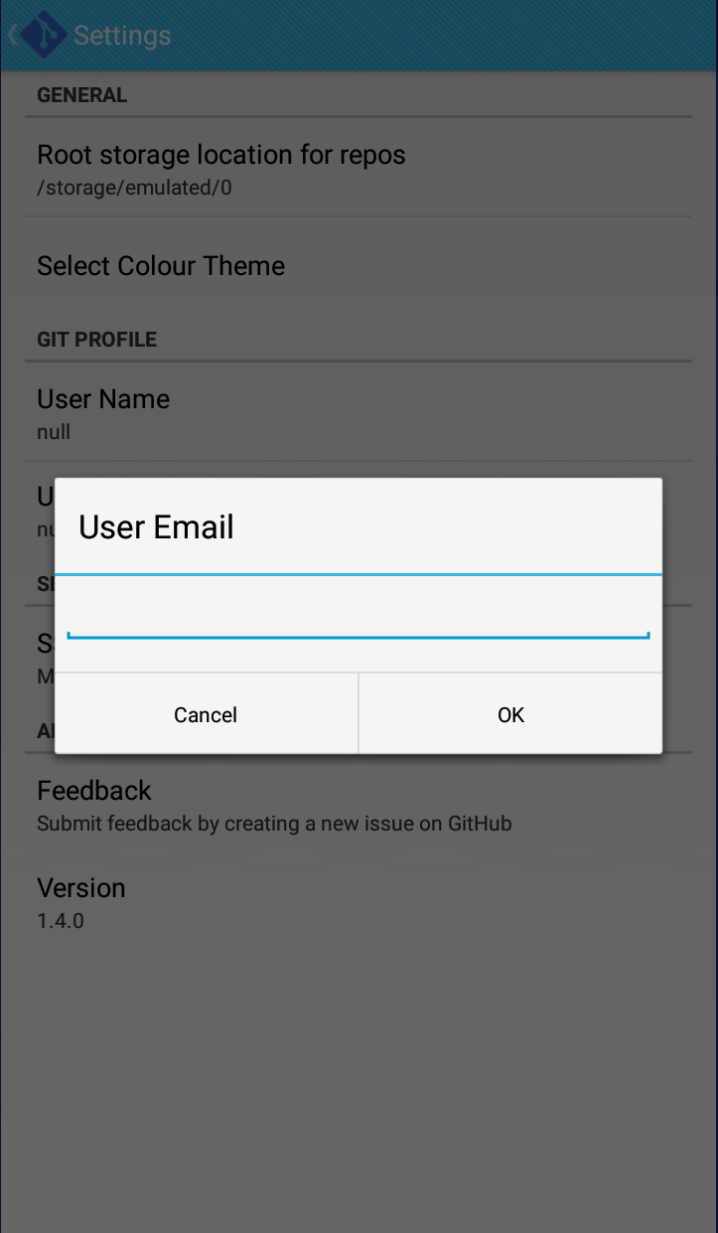 Settings
GENERAL
Root storage location for repos
/storage/emulated/0
Select Colour Theme
GIT PROFILE
User Name
null
User Email
Cancel
OK
Feedback
Submit feedback by creating a new issue on GitHub
Version
1.4.0